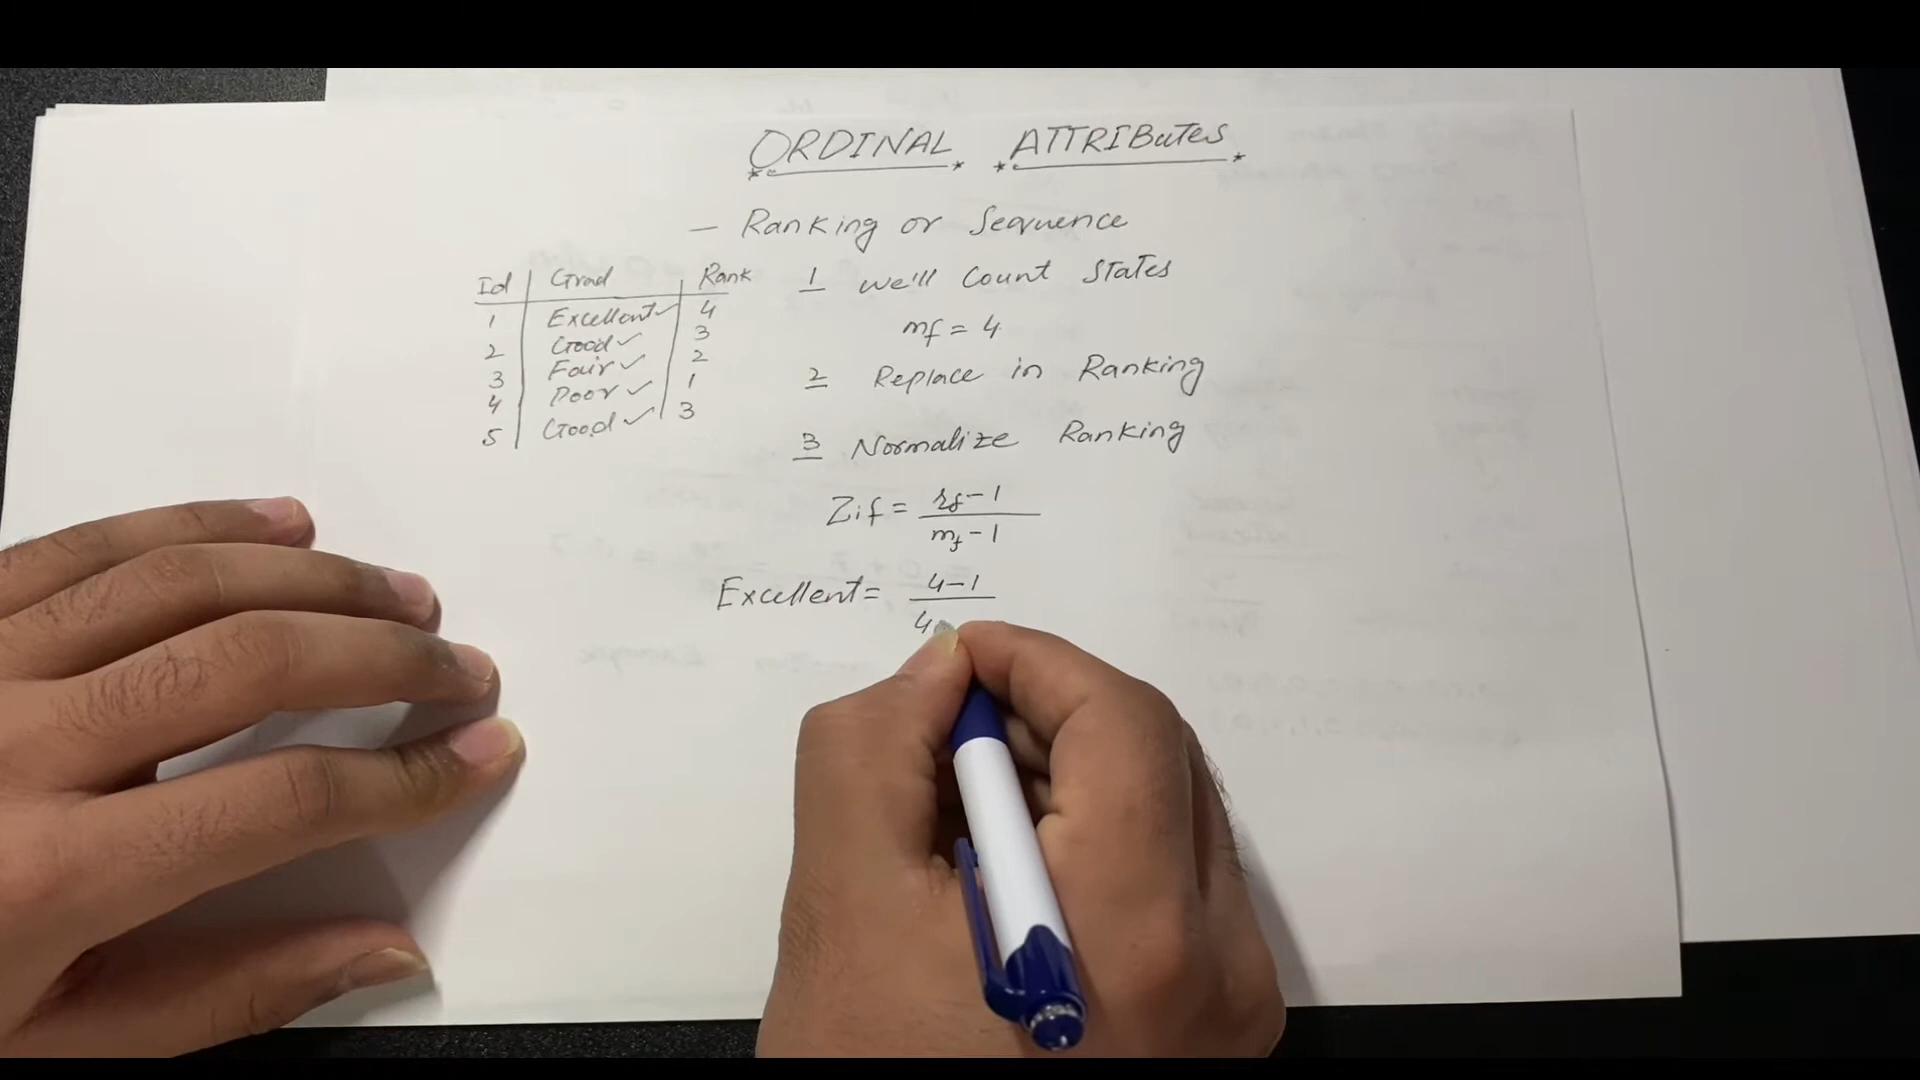 ORDINAL ATTRIButes
— Ranking or Sequence
Id | Grad | Rank
1 | Excellent ✓ | 4
2 | Good ✓ | 3
3 | Fair ✓ | 2
4 | Poor ✓ | 1
5 | Good ✓ | 3
1 we'll Count States
mf = 4
2 Replace in Ranking
3 Normalize Ranking
Zif = rf-1 / mf-1
Excellent = 4-1 / 4